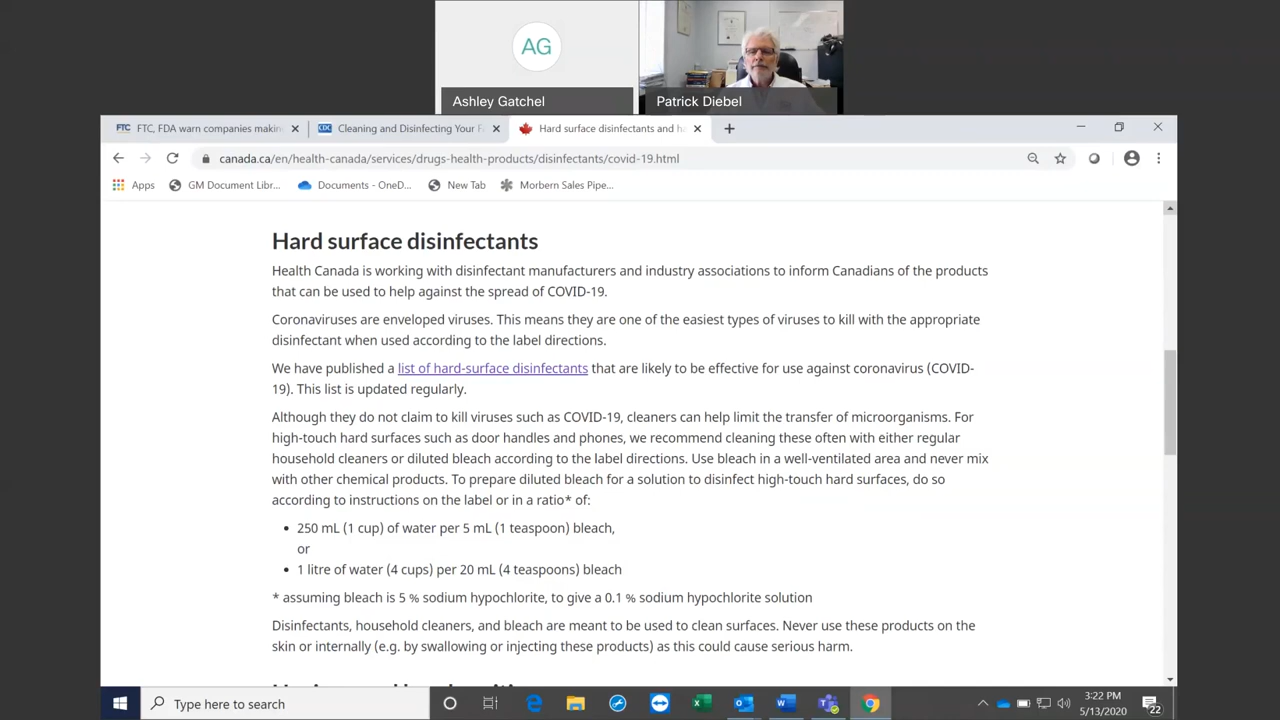 AG
Ashley Gatchel
Patrick Diebel
FTC FTC, FDA warn companies makin
CDC Cleaning and Disinfecting Your F
Hard surface disinfectants and h
canada.ca/en/health-canada/services/drugs-health-products/disinfectants/covid-19.html
Apps GM Document Libr... Documents - OneD... New Tab Morbern Sales Pipe...
Hard surface disinfectants
Health Canada is working with disinfectant manufacturers and industry associations to inform Canadians of the products
that can be used to help against the spread of COVID-19.
Coronaviruses are enveloped viruses. This means they are one of the easiest types of viruses to kill with the appropriate
disinfectant when used according to the label directions.
We have published a list of hard-surface disinfectants that are likely to be effective for use against coronavirus (COVID-
19). This list is updated regularly.
Although they do not claim to kill viruses such as COVID-19, cleaners can help limit the transfer of microorganisms. For
high-touch hard surfaces such as door handles and phones, we recommend cleaning these often with either regular
household cleaners or diluted bleach according to the label directions. Use bleach in a well-ventilated area and never mix
with other chemical products. To prepare diluted bleach for a solution to disinfect high-touch hard surfaces, do so
according to instructions on the label or in a ratio* of:
• 250 mL (1 cup) of water per 5 mL (1 teaspoon) bleach,
or
• 1 litre of water (4 cups) per 20 mL (4 teaspoons) bleach
* assuming bleach is 5 % sodium hypochlorite, to give a 0.1 % sodium hypochlorite solution
Disinfectants, household cleaners, and bleach are meant to be used to clean surfaces. Never use these products on the
skin or internally (e.g. by swallowing or injecting these products) as this could cause serious harm.
Type here to search
3:22 PM
5/13/2020
22